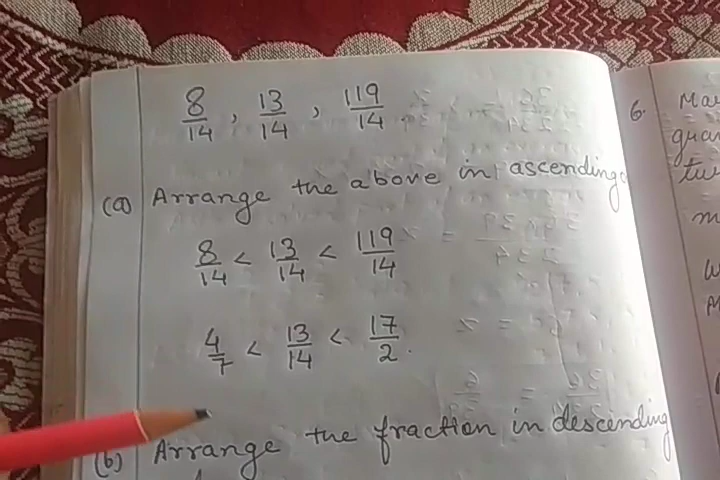 8/14, 13/14, 119/14
(a) Arrange the above in ascending
8/14 < 13/14 < 119/14
4/7 < 13/14 < 17/2.
(b) Arrange the fraction in descending
6.